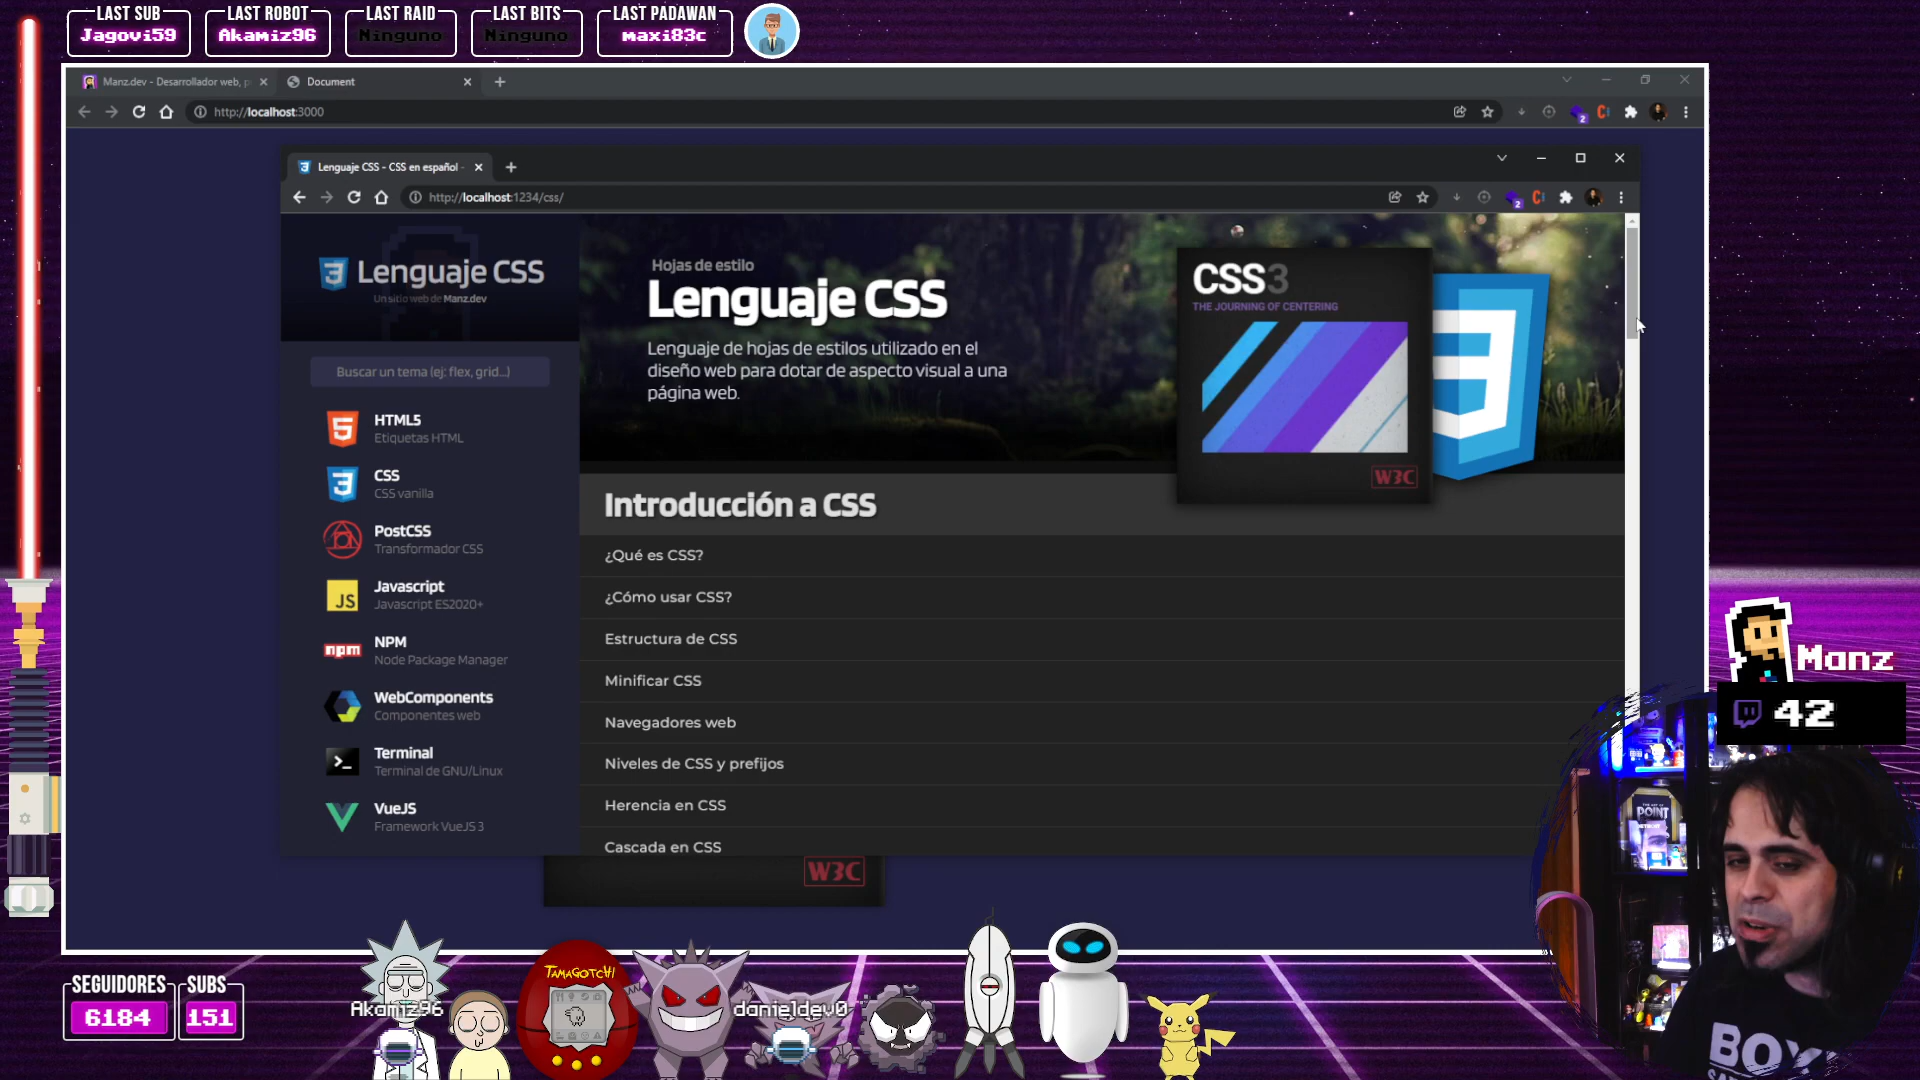 LAST SUB
Jagovi59
LAST ROBOT
Akamiz96
LAST RAID
Ninguno
LAST BITS
Ninguno
LAST PADAWAN
maxi83c
Manz.dev - Desarrollador web, p
Document
http://localhost:3000
2
Lenguaje CSS - CSS en español -
http://localhost:1234/css/
2
Lenguaje CSS
Un sitio web de Manz.dev
Buscar un tema (ej: flex, grid...)
HTML5
Etiquetas HTML
CSS
CSS vanilla
PostCSS
Transformador CSS
JS
Javascript
Javascript ES2020+
npm
NPM
Node Package Manager
WebComponents
Componentes web
Terminal
Terminal de GNU/Linux
VueJS
Framework VueJS 3
Hojas de estilo
Lenguaje CSS
Lenguaje de hojas de estilos utilizado en el
diseño web para dotar de aspecto visual a una
página web.
CSS3
THE JOURNING OF CENTERING
W3C
Introducción a CSS
¿Qué es CSS?
¿Cómo usar CSS?
Estructura de CSS
Minificar CSS
Navegadores web
Niveles de CSS y prefijos
Herencia en CSS
Cascada en CSS
W3C
Manz
42
POINT
SEGUIDORES
6184
SUBS
151
Akamiz96
TAMAGOTCHI
danieldev0
BOX